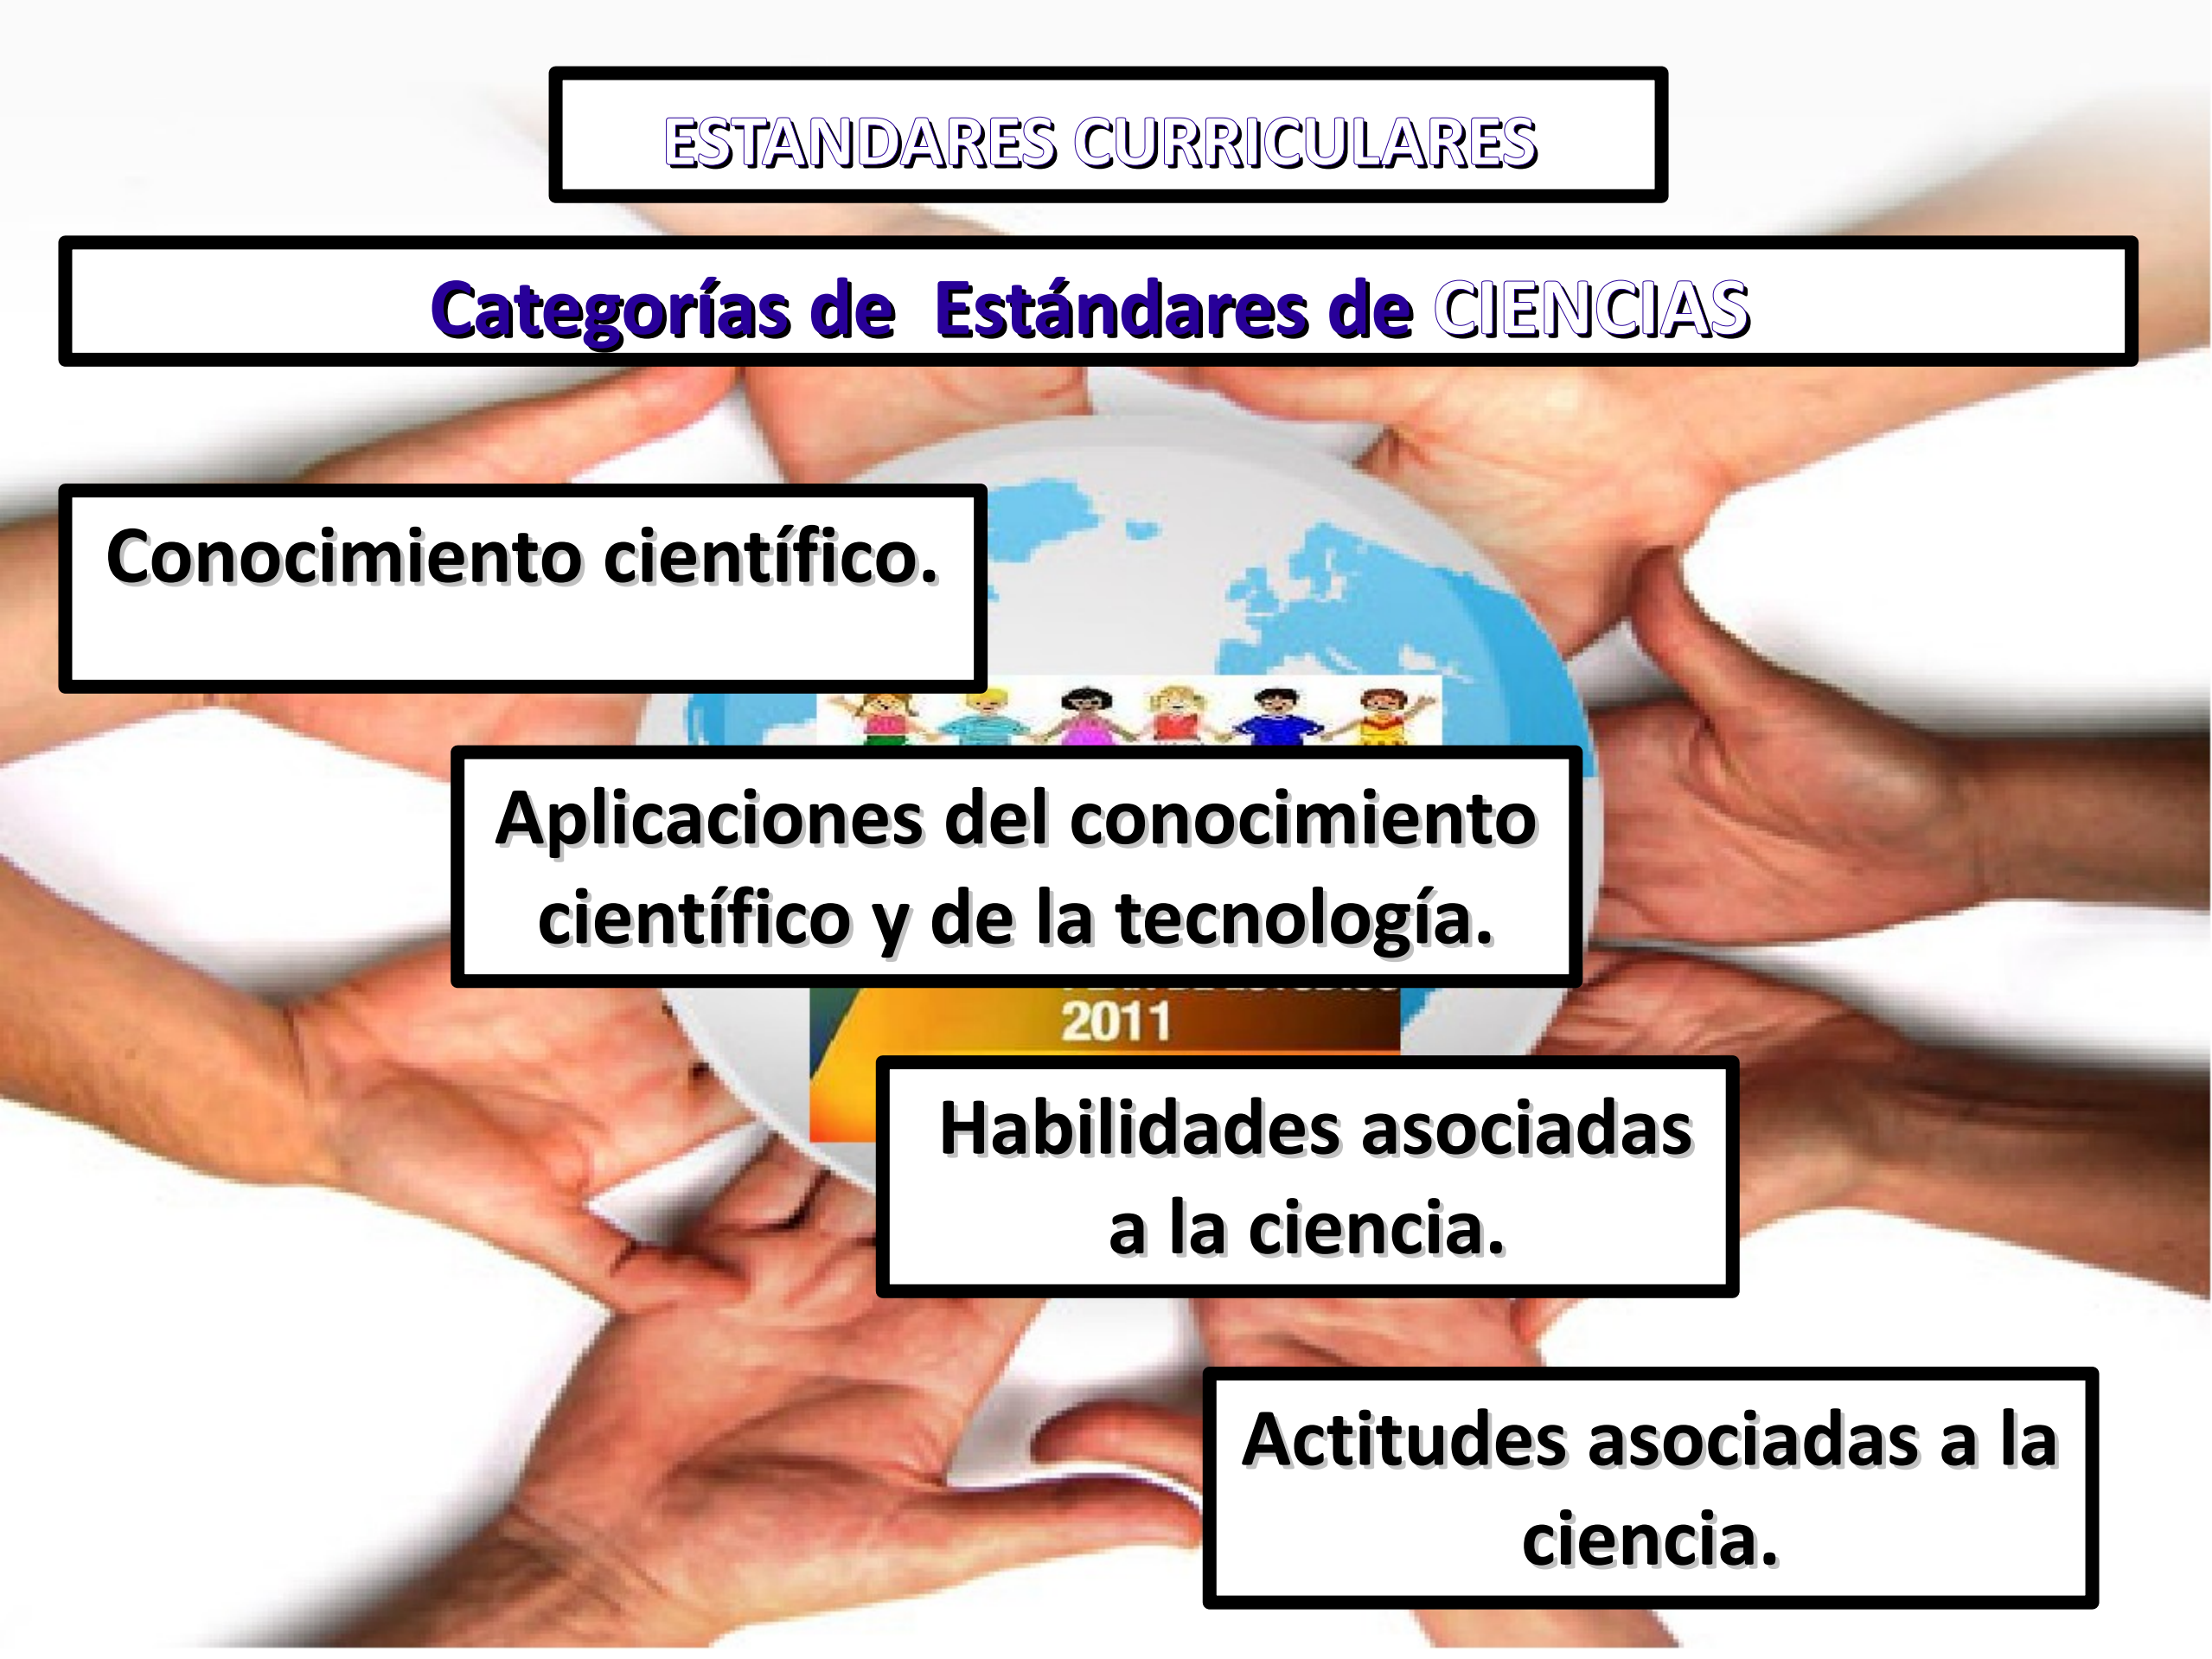 ESTANDARES CURRICULARES
Categorías de  Estándares de CIENCIAS
Conocimiento científico.
Aplicaciones del conocimiento
científico y de la tecnología.
2011
Habilidades asociadas
a la ciencia.
Actitudes asociadas a la
ciencia.